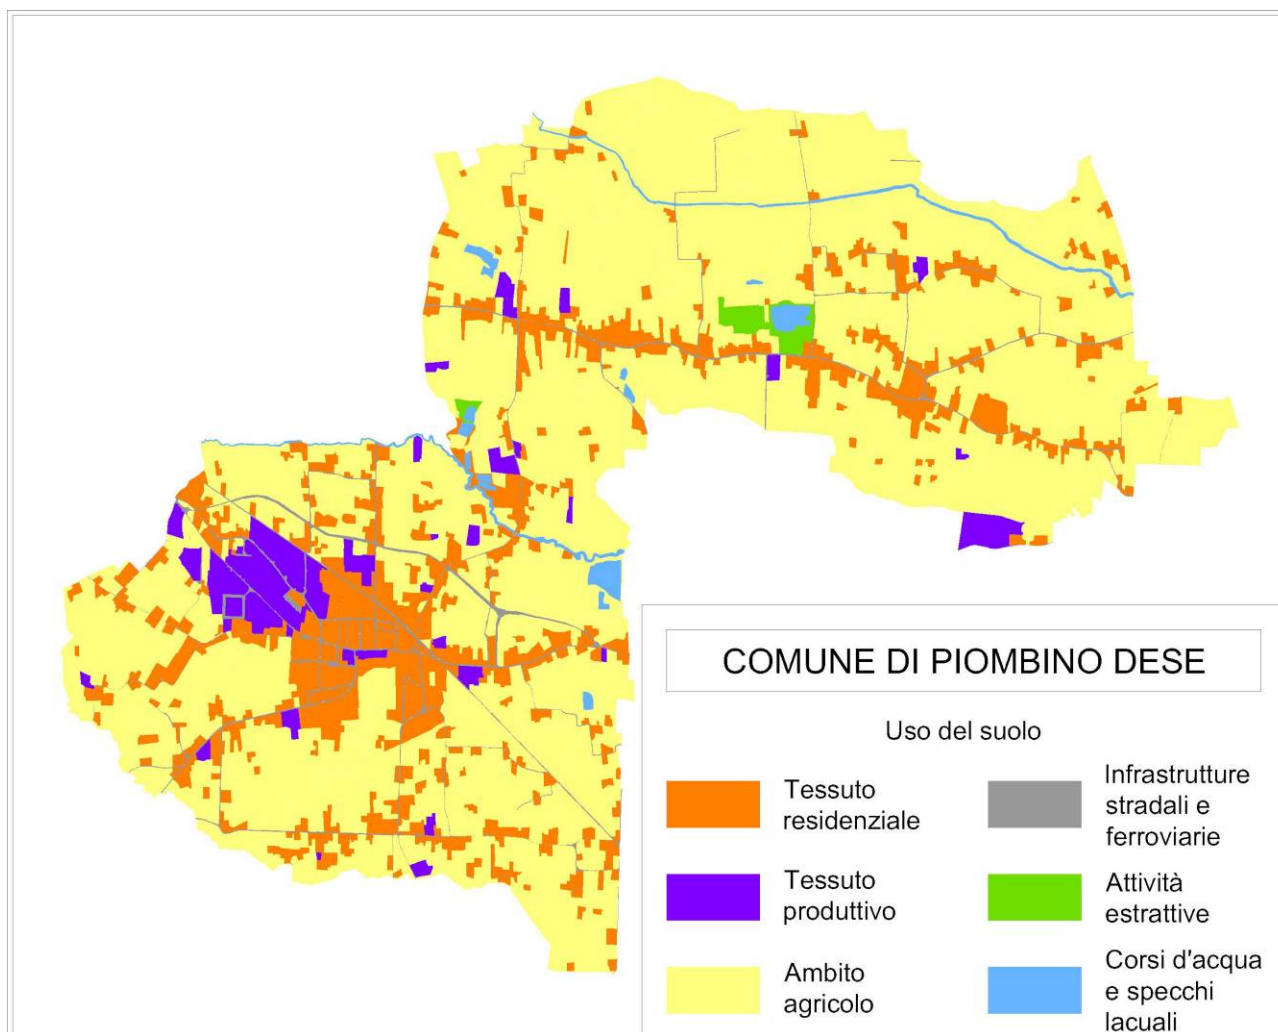 COMUNE DI PIOMBINO DESE
Uso del suolo
Tessuto
residenziale
Tessuto
produttivo
Ambito
agricolo
Infrastrutture
stradali e
ferroviarie
Attività
estrattive
Corsi d'acqua
e specchi
lacuali